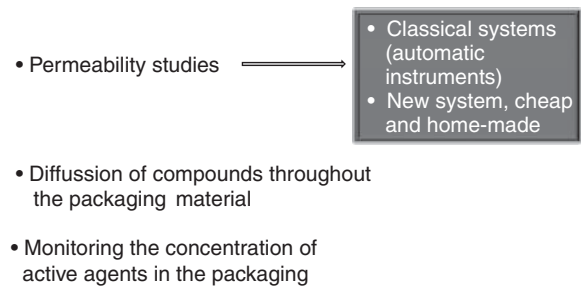 • Permeability studies
• Classical systems
(automatic
instruments)
• New system, cheap
and home-made
• Diffussion of compounds throughout
the packaging material
• Monitoring the concentration of
active agents in the packaging